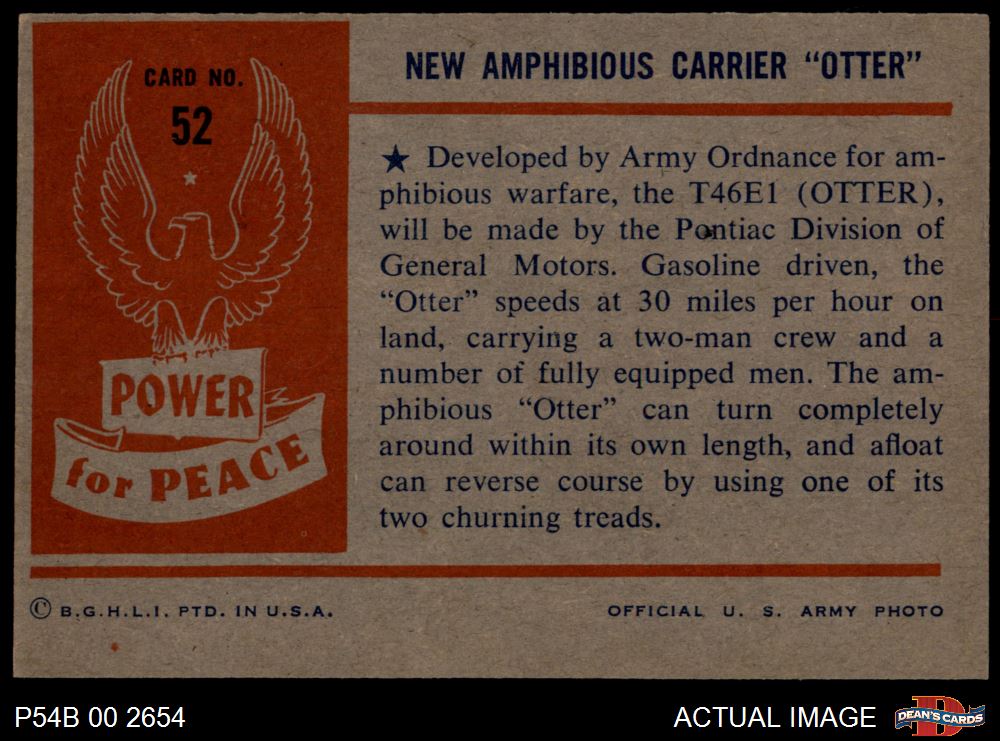 CARD NO.
52
POWER
for PEACE
NEW AMPHIBIOUS CARRIER “OTTER”
★ Developed by Army Ordnance for am-
phibious warfare, the T46E1 (OTTER),
will be made by the Pontiac Division of
General Motors. Gasoline driven, the
“Otter” speeds at 30 miles per hour on
land, carrying a two-man crew and a
number of fully equipped men. The am-
phibious “Otter” can turn completely
around within its own length, and afloat
can reverse course by using one of its
two churning treads.
© B.G.H.L.I. PTD. IN U.S.A.
OFFICIAL U. S. ARMY PHOTO
P54B 00 2654
ACTUAL IMAGE
D
DEAN'S CARDS